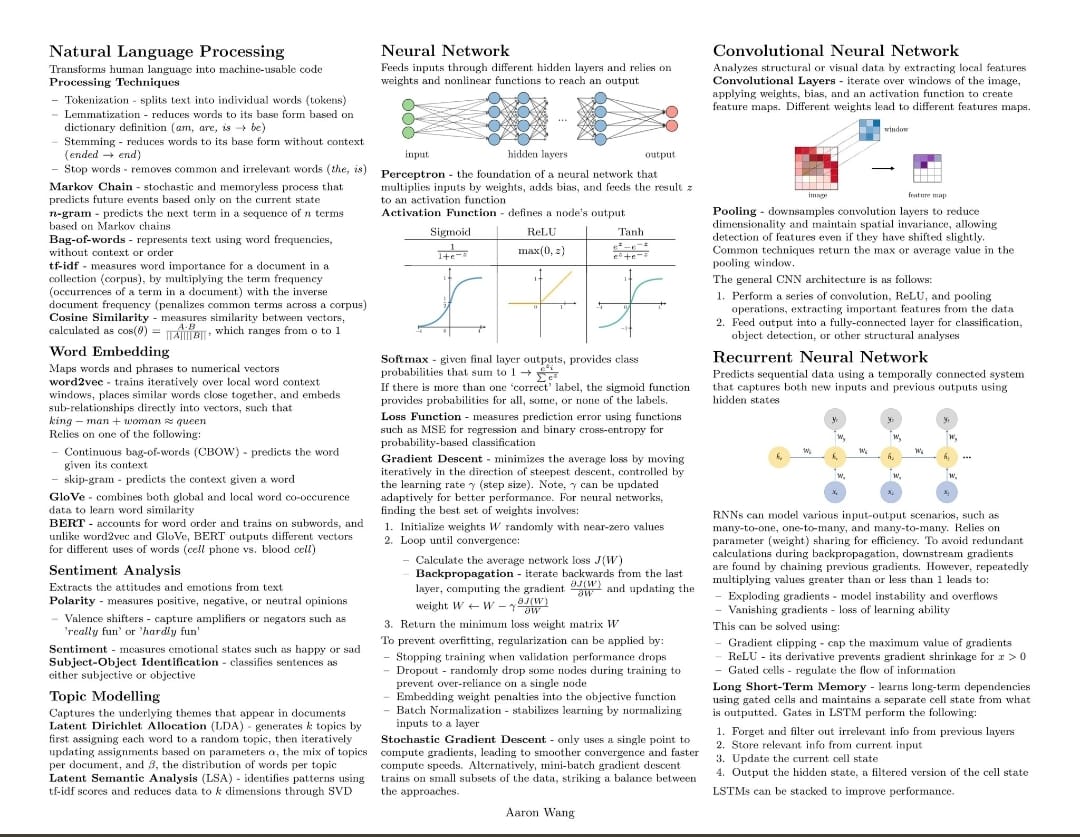 Natural Language Processing
Transforms human language into machine-usable code
Processing Techniques
– Tokenization - splits text into individual words (tokens)
– Lemmatization - reduces words to its base form based on
dictionary definition (am, are, is → be)
– Stemming - reduces words to its base form without context
(ended → end)
– Stop words - removes common and irrelevant words (the, is)
Markov Chain - stochastic and memoryless process that
predicts future events based only on the current state
n-gram - predicts the next term in a sequence of n terms
based on Markov chains
Bag-of-words - represents text using word frequencies,
without context or order
tf-idf - measures word importance for a document in a
collection (corpus), by multiplying the term frequency
(occurrences of a term in a document) with the inverse
document frequency (penalizes common terms across a corpus)
Cosine Similarity - measures similarity between vectors,
calculated as cos(θ) = A·B / ||A||||B||, which ranges from 0 to 1
Word Embedding
Maps words and phrases to numerical vectors
word2vec - trains iteratively over local word context
windows, places similar words close together, and embeds
sub-relationships directly into vectors, such that
king − man + woman ≈ queen
Relies on one of the following:
– Continuous bag-of-words (CBOW) - predicts the word
given its context
– skip-gram - predicts the context given a word
GloVe - combines both global and local word co-occurence
data to learn word similarity
BERT - accounts for word order and trains on subwords, and
unlike word2vec and GloVe, BERT outputs different vectors
for different uses of words (cell phone vs. blood cell)
Sentiment Analysis
Extracts the attitudes and emotions from text
Polarity - measures positive, negative, or neutral opinions
– Valence shifters - capture amplifiers or negators such as
'really fun' or 'hardly fun'
Sentiment - measures emotional states such as happy or sad
Subject-Object Identification - classifies sentences as
either subjective or objective
Topic Modelling
Captures the underlying themes that appear in documents
Latent Dirichlet Allocation (LDA) - generates k topics by
first assigning each word to a random topic, then iteratively
updating assignments based on parameters α, the mix of topics
per document, and β, the distribution of words per topic
Latent Semantic Analysis (LSA) - identifies patterns using
tf-idf scores and reduces data to k dimensions through SVD
Neural Network
Feeds inputs through different hidden layers and relies on
weights and nonlinear functions to reach an output
...
input hidden layers output
Perceptron - the foundation of a neural network that
multiplies inputs by weights, adds bias, and feeds the result z
to an activation function
Activation Function - defines a node's output
Sigmoid ReLU Tanh
1 / 1+e^−z max(0, z) e^z−e^−z / e^z+e^−z
Softmax - given final layer outputs, provides class
probabilities that sum to 1 → e^zi / ∑ e^z
If there is more than one 'correct' label, the sigmoid function
provides probabilities for all, some, or none of the labels.
Loss Function - measures prediction error using functions
such as MSE for regression and binary cross-entropy for
probability-based classification
Gradient Descent - minimizes the average loss by moving
iteratively in the direction of steepest descent, controlled by
the learning rate γ (step size). Note, γ can be updated
adaptively for better performance. For neural networks,
finding the best set of weights involves:
1. Initialize weights W randomly with near-zero values
2. Loop until convergence:
– Calculate the average network loss J(W)
– Backpropagation - iterate backwards from the last
layer, computing the gradient ∂J(W)/∂W and updating the
weight W ← W − γ ∂J(W)/∂W
3. Return the minimum loss weight matrix W
To prevent overfitting, regularization can be applied by:
– Stopping training when validation performance drops
– Dropout - randomly drop some nodes during training to
prevent over-reliance on a single node
– Embedding weight penalties into the objective function
– Batch Normalization - stabilizes learning by normalizing
inputs to a layer
Stochastic Gradient Descent - only uses a single point to
compute gradients, leading to smoother convergence and faster
compute speeds. Alternatively, mini-batch gradient descent
trains on small subsets of the data, striking a balance between
the approaches.
Convolutional Neural Network
Analyzes structural or visual data by extracting local features
Convolutional Layers - iterate over windows of the image,
applying weights, bias, and an activation function to create
feature maps. Different weights lead to different features maps.
window
image feature map
Pooling - downsamples convolution layers to reduce
dimensionality and maintain spatial invariance, allowing
detection of features even if they have shifted slightly.
Common techniques return the max or average value in the
pooling window.
The general CNN architecture is as follows:
1. Perform a series of convolution, ReLU, and pooling
operations, extracting important features from the data
2. Feed output into a fully-connected layer for classification,
object detection, or other structural analyses
Recurrent Neural Network
Predicts sequential data using a temporally connected system
that captures both new inputs and previous outputs using
hidden states
...
RNNs can model various input-output scenarios, such as
many-to-one, one-to-many, and many-to-many. Relies on
parameter (weight) sharing for efficiency. To avoid redundant
calculations during backpropagation, downstream gradients
are found by chaining previous gradients. However, repeatedly
multiplying values greater than or less than 1 leads to:
– Exploding gradients - model instability and overflows
– Vanishing gradients - loss of learning ability
This can be solved using:
– Gradient clipping - cap the maximum value of gradients
– ReLU - its derivative prevents gradient shrinkage for x > 0
– Gated cells - regulate the flow of information
Long Short-Term Memory - learns long-term dependencies
using gated cells and maintains a separate cell state from what
is outputted. Gates in LSTM perform the following:
1. Forget and filter out irrelevant info from previous layers
2. Store relevant info from current input
3. Update the current cell state
4. Output the hidden state, a filtered version of the cell state
LSTMs can be stacked to improve performance.
Aaron Wang